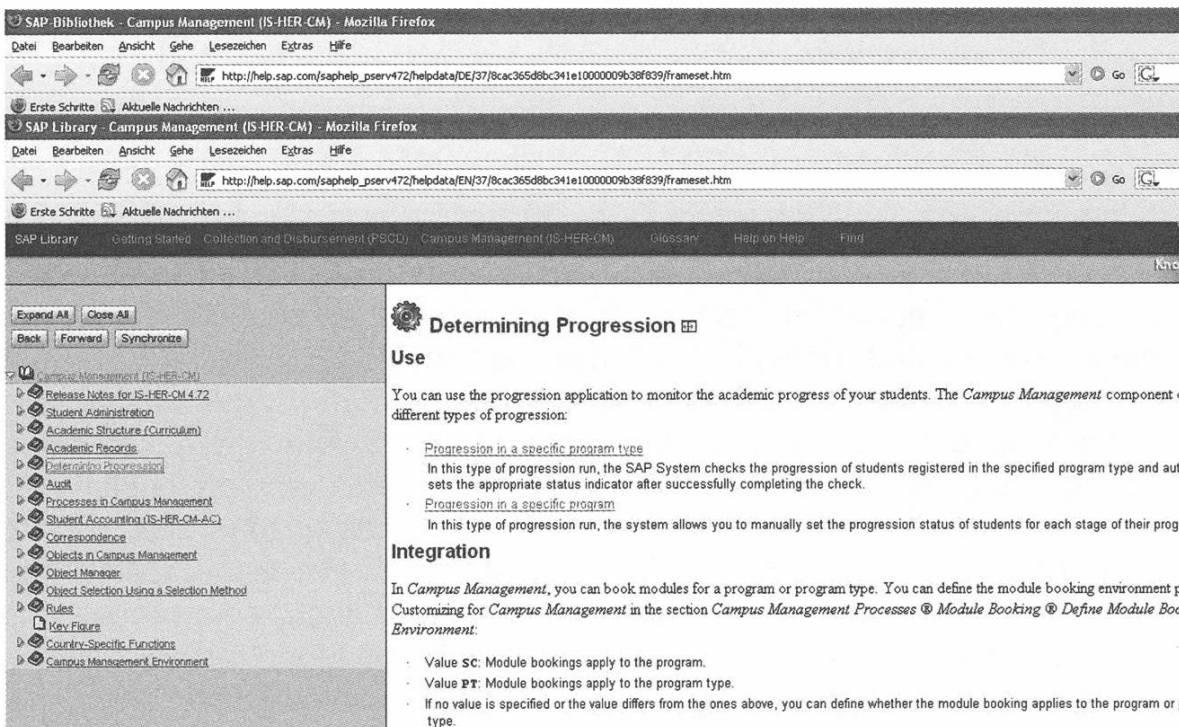 SAP-Bibliothek - Campus Management (IS-HER-CM) - Mozilla Firefox
Datei Bearbeiten Ansicht Gehe Lesezeichen Extras Hilfe
http://help.sap.com/saphelp_pserv472/helpdata/DE/37/8cac365d8bc341e10000009b38f839/frameset.htm Go
Erste Schritte Aktuelle Nachrichten ...
SAP Library - Campus Management (IS-HER-CM) - Mozilla Firefox
Datei Bearbeiten Ansicht Gehe Lesezeichen Extras Hilfe
http://help.sap.com/saphelp_pserv472/helpdata/EN/37/8cac365d8bc341e10000009b38f839/frameset.htm Go
Erste Schritte Aktuelle Nachrichten ...
SAP Library Getting Started Collection and Disbursement (PSCD) Campus Management (IS-HER-CM) Glossary Help on Help Find
Expand All Close All
Back Forward Synchronize
Campus Management (IS-HER-CM)
Release Notes for IS-HER-CM 4.72
Student Administration
Academic Structure (Curriculum)
Academic Records
Determining Progression
Audit
Processes in Campus Management
Student Accounting (IS-HER-CM-AC)
Correspondence
Objects in Campus Management
Object Manager
Object Selection Using a Selection Method
Rules
Key Figure
Country-Specific Functions
Campus Management Environment
Determining Progression
Use
You can use the progression application to monitor the academic progress of your students. The Campus Management component
different types of progression:
· Progression in a specific program type
In this type of progression run, the SAP System checks the progression of students registered in the specified program type and aut
sets the appropriate status indicator after successfully completing the check.
· Progression in a specific program
In this type of progression run, the system allows you to manually set the progression status of students for each stage of their prog
Integration
In Campus Management, you can book modules for a program or program type. You can define the module booking environment p
Customizing for Campus Management in the section Campus Management Processes ® Module Booking ® Define Module Boo
Environment:
· Value SC: Module bookings apply to the program.
· Value PT: Module bookings apply to the program type.
· If no value is specified or the value differs from the ones above, you can define whether the module booking applies to the program or
type.